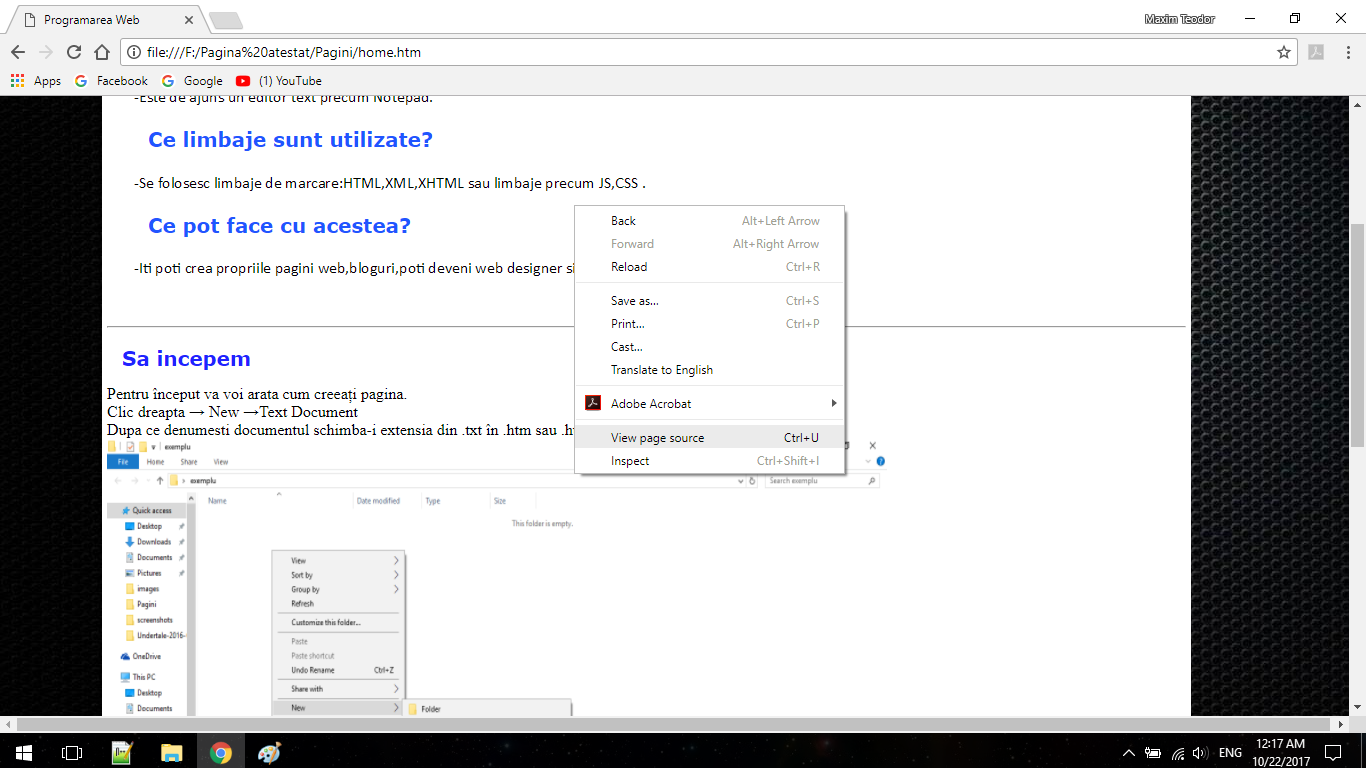 Programarea Web
Maxim Teodor
file:///F:/Pagina%20atestat/Pagini/home.htm
Apps Facebook Google (1) YouTube
-Este de ajuns un editor text precum Notepad.
Ce limbaje sunt utilizate?
-Se folosesc limbaje de marcare:HTML,XML,XHTML sau limbaje precum JS,CSS .
Ce pot face cu acestea?
-Iti poti crea propriile pagini web,bloguri,poti deveni web designer si
Back Alt+Left Arrow
Forward Alt+Right Arrow
Reload Ctrl+R
Save as... Ctrl+S
Print... Ctrl+P
Cast...
Translate to English
Adobe Acrobat
View page source Ctrl+U
Inspect Ctrl+Shift+I
Sa incepem
Pentru început va voi arata cum creeați pagina.
Clic dreapta → New →Text Document
Dupa ce denumesti documentul schimba-i extensia din .txt în .htm sau
exemplu
File Home Share View
exemplu
Search exemplu
Name Date modified Type Size
This folder is empty.
Quick access
Desktop
Downloads
Documents
Pictures
images
Pagini
screenshots
Undertale-2016-
OneDrive
This PC
Desktop
Documents
View
Sort by
Group by
Refresh
Customize this folder...
Paste
Paste shortcut
Undo Rename Ctrl+Z
Share with
New
Folder
ENG
12:17 AM
10/22/2017